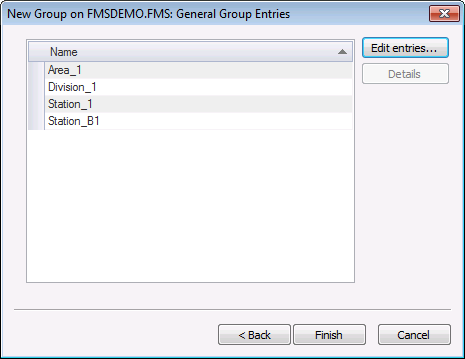 New Group on FMSDEMO.FMS: General Group Entries
Name
Edit entries...
Area_1
Details
Division_1
Station_1
Station_B1
< Back
Finish
Cancel